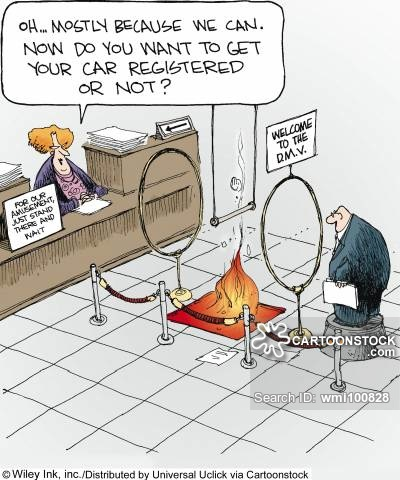 OH... MOSTLY BECAUSE WE CAN.
NOW DO YOU WANT TO GET
YOUR CAR REGISTERED
OR NOT?
WELCOME
TO THE
D.M.V.
FOR OUR
AMUSEMENT,
JUST STAND
THERE AND
WAIT
CARTOONSTOCK
.com
Search ID: wmi100828
© Wiley Ink, inc./Distributed by Universal Uclick via Cartoonstock